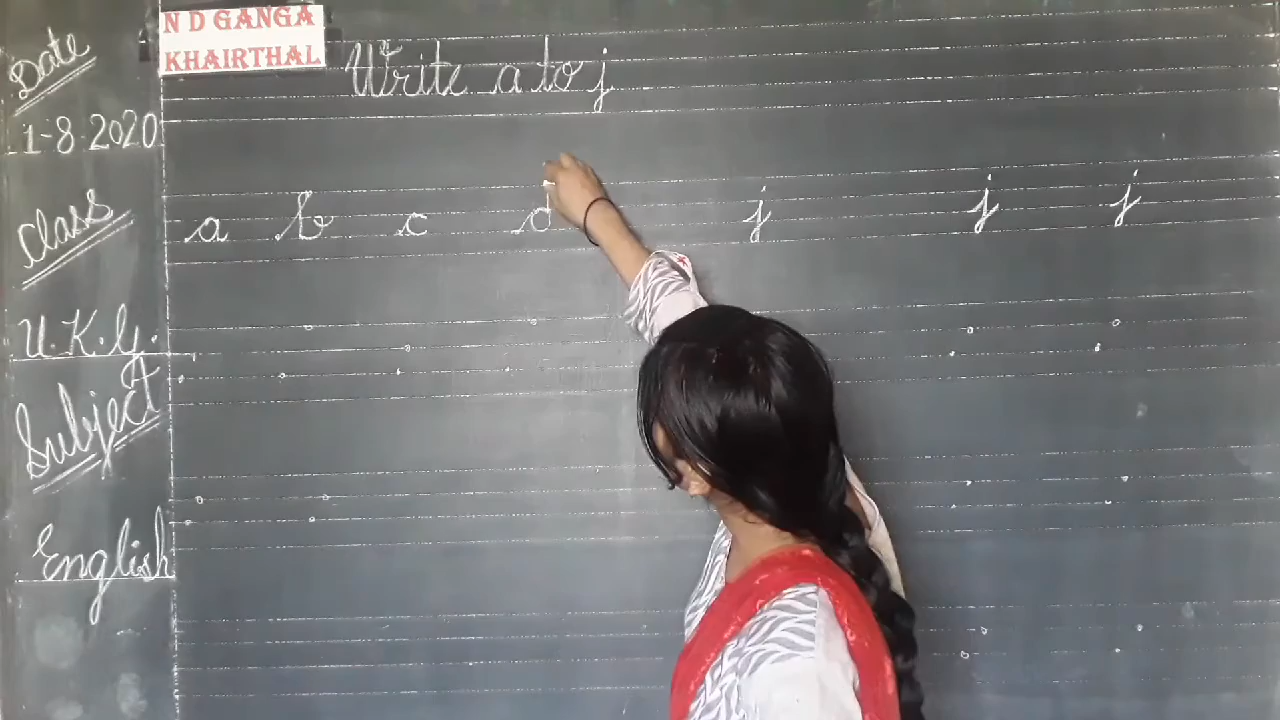 N D GANGA
KHAIRTHAL
Write a to j
Date
1-8-2020
Class
U.K.G.
Subject
English
a b c d j j j